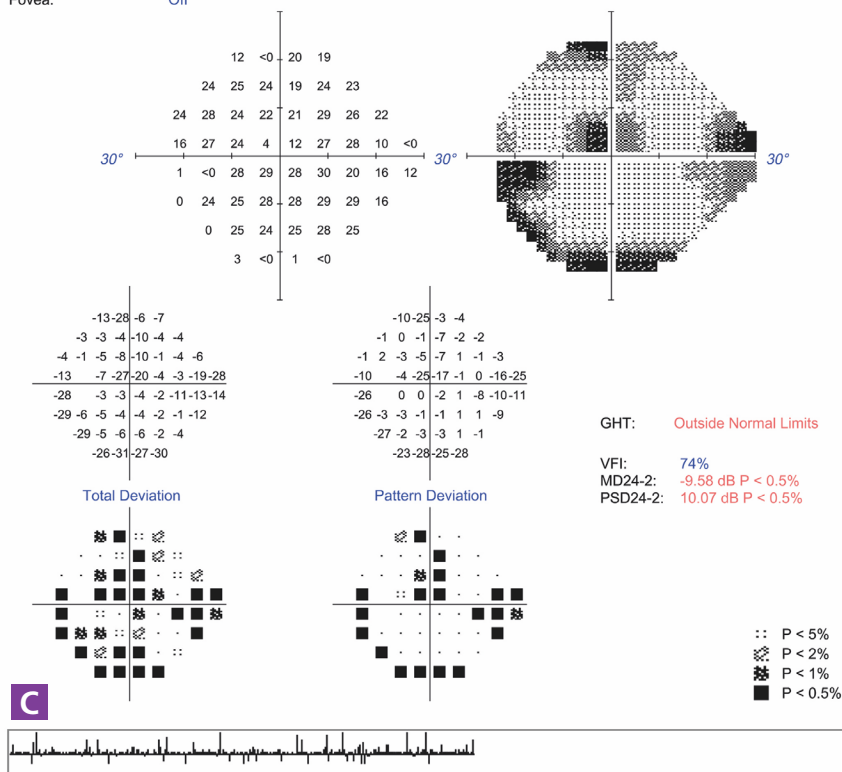 Fovea: Off
12 <0 20 19
24 25 24 19 24 23
24 28 24 22 21 29 26 22
16 27 24 4 12 27 28 10 <0
30° 30° 30°
1 <0 28 29 28 30 20 16 12
0 24 25 28 28 29 29 16
0 25 24 25 28 25
3 <0 1 <0
-13 -28 -6 -7
-3 -3 -4 -10 -4 -4
-4 -1 -5 -8 -10 -1 -4 -6
-13 -7 -27 -20 -4 -3 -19 -28
-28 -3 -3 -4 -2 -11 -13 -14
-29 -6 -5 -4 -4 -2 -1 -12
-29 -5 -6 -6 -2 -4
-26 -31 -27 -30
Total Deviation
-10 -25 -3 -4
-1 0 -1 -7 -2 -2
-1 2 -3 -5 -7 1 -1 -3
-10 -4 -25 -17 -1 0 -16 -25
-26 0 0 -2 1 -8 -10 -11
-26 -3 -3 -1 -1 1 1 -9
-27 -2 -3 -3 1 -1
-23 -28 -25 -28
Pattern Deviation
GHT: Outside Normal Limits
VFI: 74%
MD24-2: -9.58 dB P < 0.5%
PSD24-2: 10.07 dB P < 0.5%
P < 5%
P < 2%
P < 1%
P < 0.5%
C